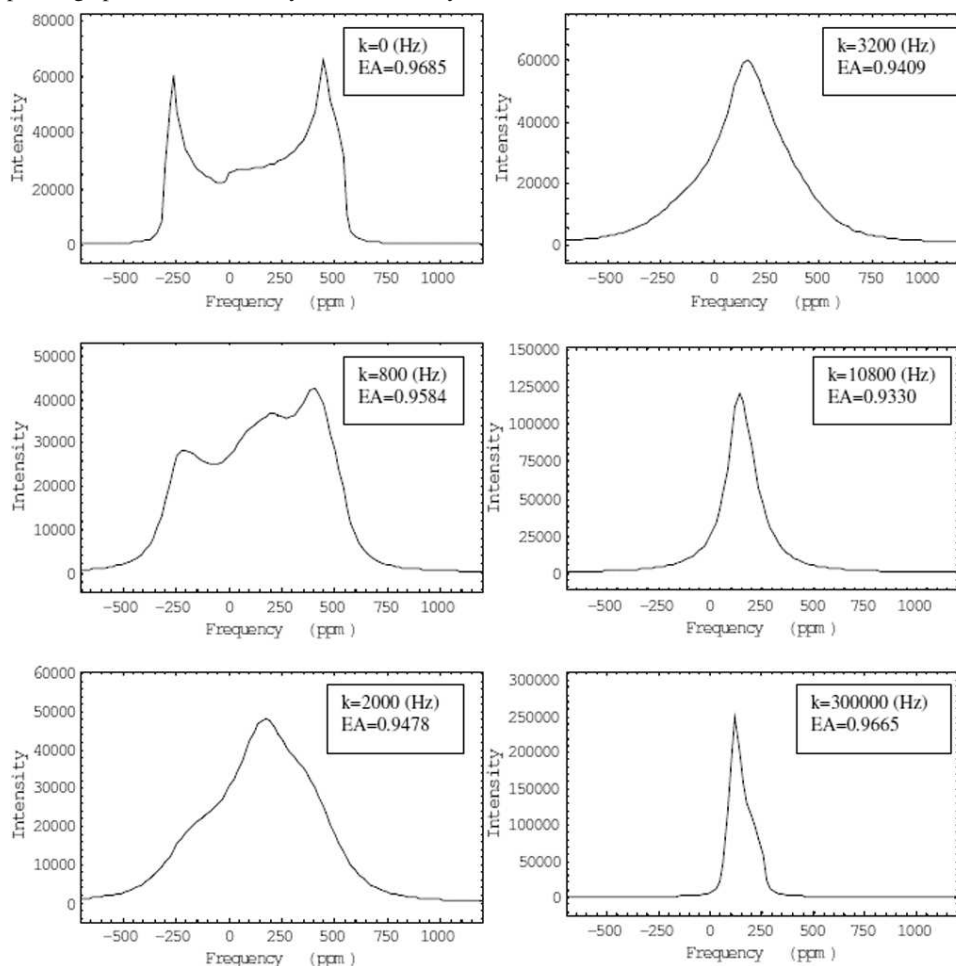 80000
60000
40000
20000
0
Intensity
k=0 (Hz)
EA=0.9685
−500 −250 0 250 500 750 1000
Frequency (ppm)
60000
40000
20000
0
Intensity
k=3200 (Hz)
EA=0.9409
−500 −250 0 250 500 750 1000
Frequency (ppm)
50000
40000
30000
20000
10000
0
Intensity
k=800 (Hz)
EA=0.9584
−500 −250 0 250 500 750 1000
Frequency (ppm)
150000
125000
100000
75000
50000
25000
0
Intensity
k=10800 (Hz)
EA=0.9330
−500 −250 0 250 500 750 1000
Frequency (ppm)
60000
50000
40000
30000
20000
10000
0
Intensity
k=2000 (Hz)
EA=0.9478
−500 −250 0 250 500 750 1000
Frequency (ppm)
300000
250000
200000
150000
100000
50000
0
Intensity
k=300000 (Hz)
EA=0.9665
−500 −250 0 250 500 750 1000
Frequency (ppm)